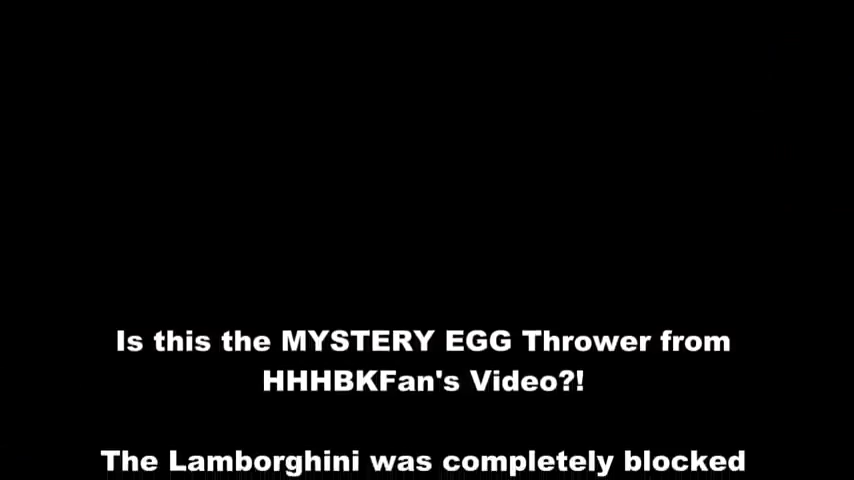 Is this the MYSTERY EGG Thrower from
HHHBKFan's Video?!
The Lamborghini was completely blocked